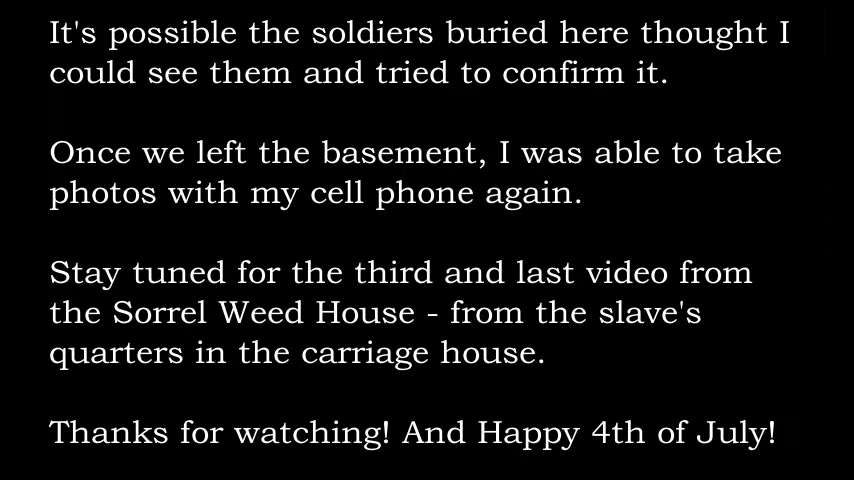 It's possible the soldiers buried here thought I
could see them and tried to confirm it.
Once we left the basement, I was able to take
photos with my cell phone again.
Stay tuned for the third and last video from
the Sorrel Weed House - from the slave's
quarters in the carriage house.
Thanks for watching! And Happy 4th of July!